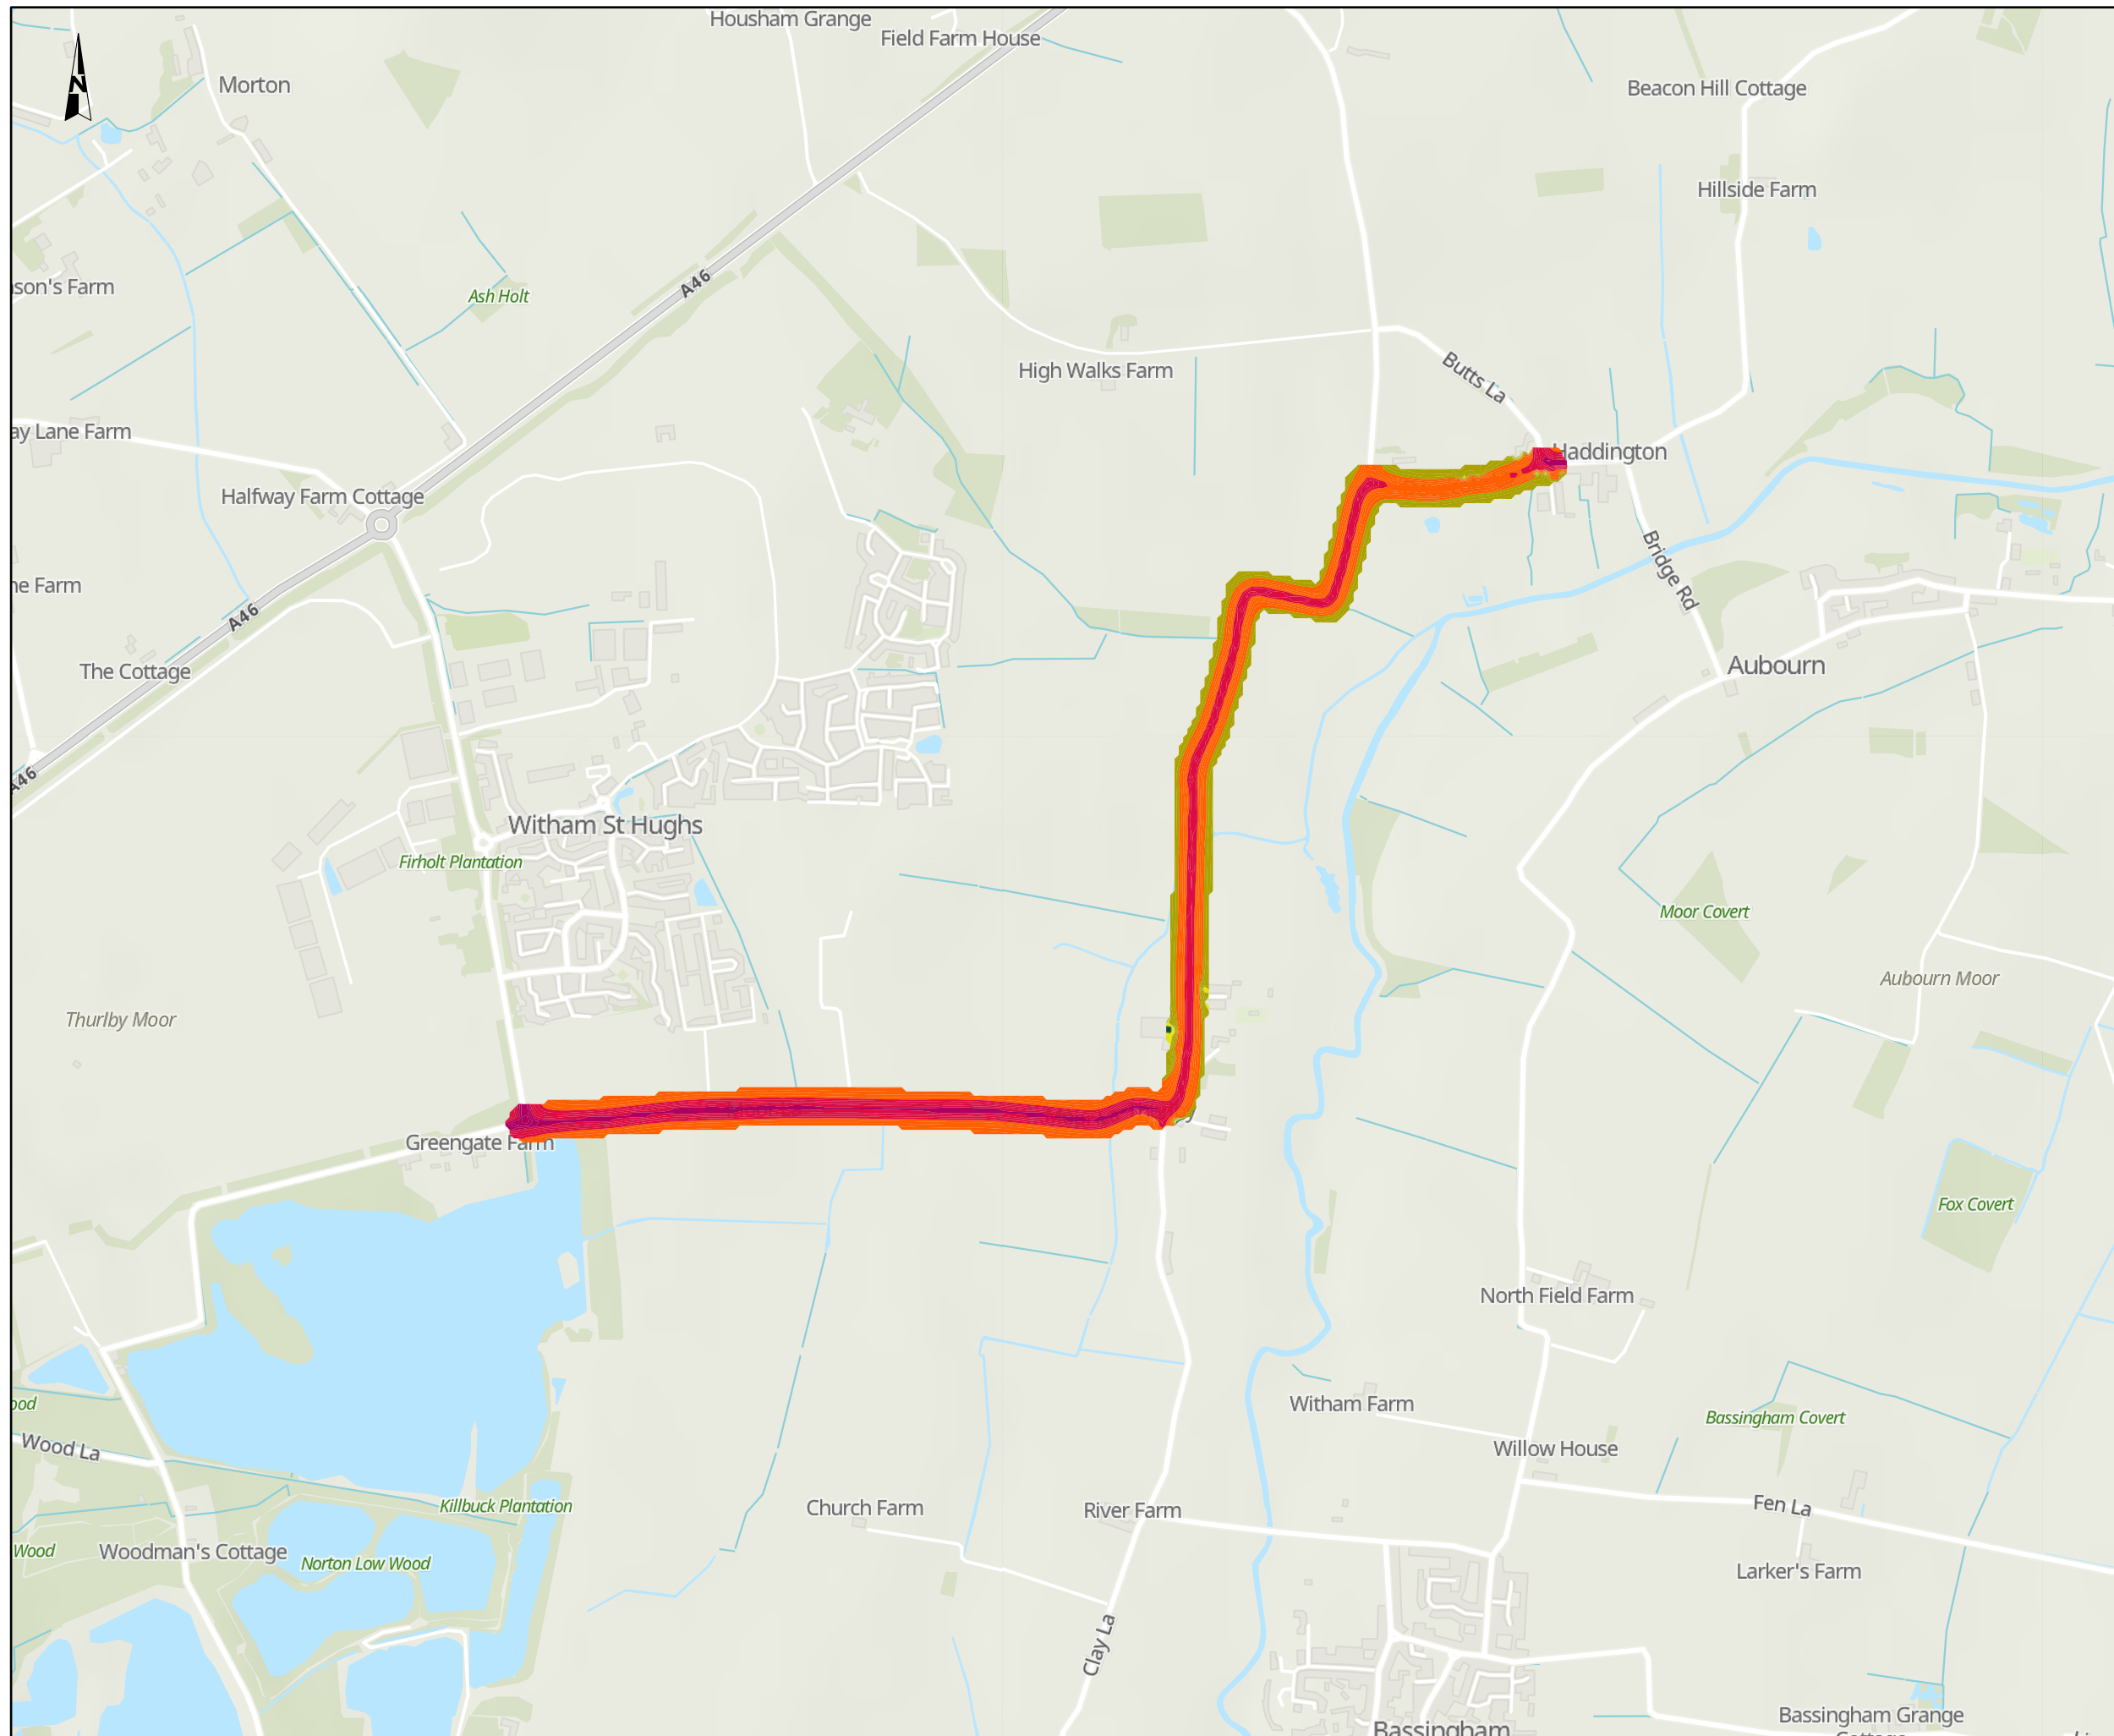 Housham Grange
Field Farm House
N
Morton
Beacon Hill Cottage
Hillside Farm
son's Farm
Ash Holt
A46
High Walks Farm
Butts La
ay Lane Farm
Haddington
Halfway Farm Cottage
Bridge Rd
ne Farm
A46
The Cottage
Aubourn
A46
Witham St Hughs
Firholt Plantation
Moor Covert
Aubourn Moor
Thurlby Moor
Greengate Farm
Fox Covert
North Field Farm
Witham Farm
ood
Bassingham Covert
Wood La
Willow House
Killbuck Plantation
Church Farm
River Farm
Fen La
Wood
Woodman's Cottage
Norton Low Wood
Larker's Farm
Clay La
Bassingham
Bassingham Grange